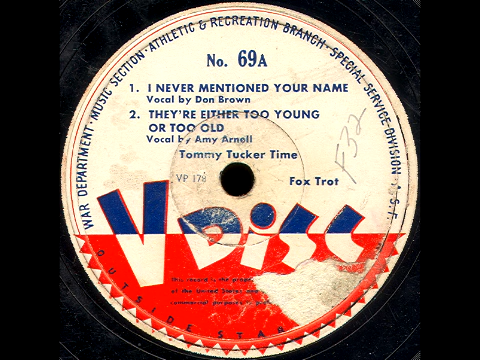 WAR DEPARTMENT · MUSIC SECTION · ATHLETIC & RECREATION BRANCH · SPECIAL SERVICE DIVISION · A.S.F.
No. 69A
1. I NEVER MENTIONED YOUR NAME
Vocal by Don Brown
2. THEY'RE EITHER TOO YOUNG
OR TOO OLD
Vocal by Amy Arnell
Tommy Tucker Time
VP 178
Fox Trot
F32
V DISC
This record is the
of the United States
commercial purposes
OUTSIDE START